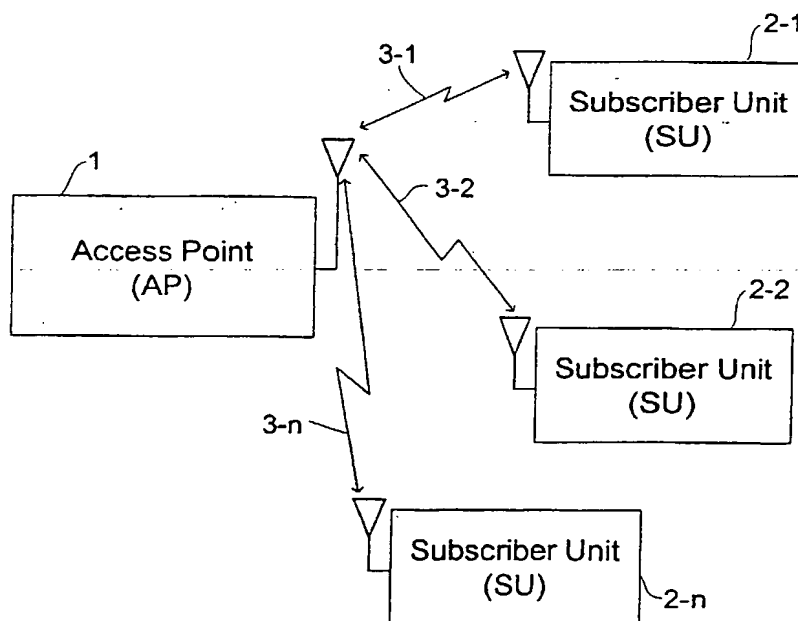 2-1
3-1
Subscriber Unit
(SU)
1
3-2
Access Point
(AP)
2-2
Subscriber Unit
(SU)
3-n
Subscriber Unit
(SU)
2-n